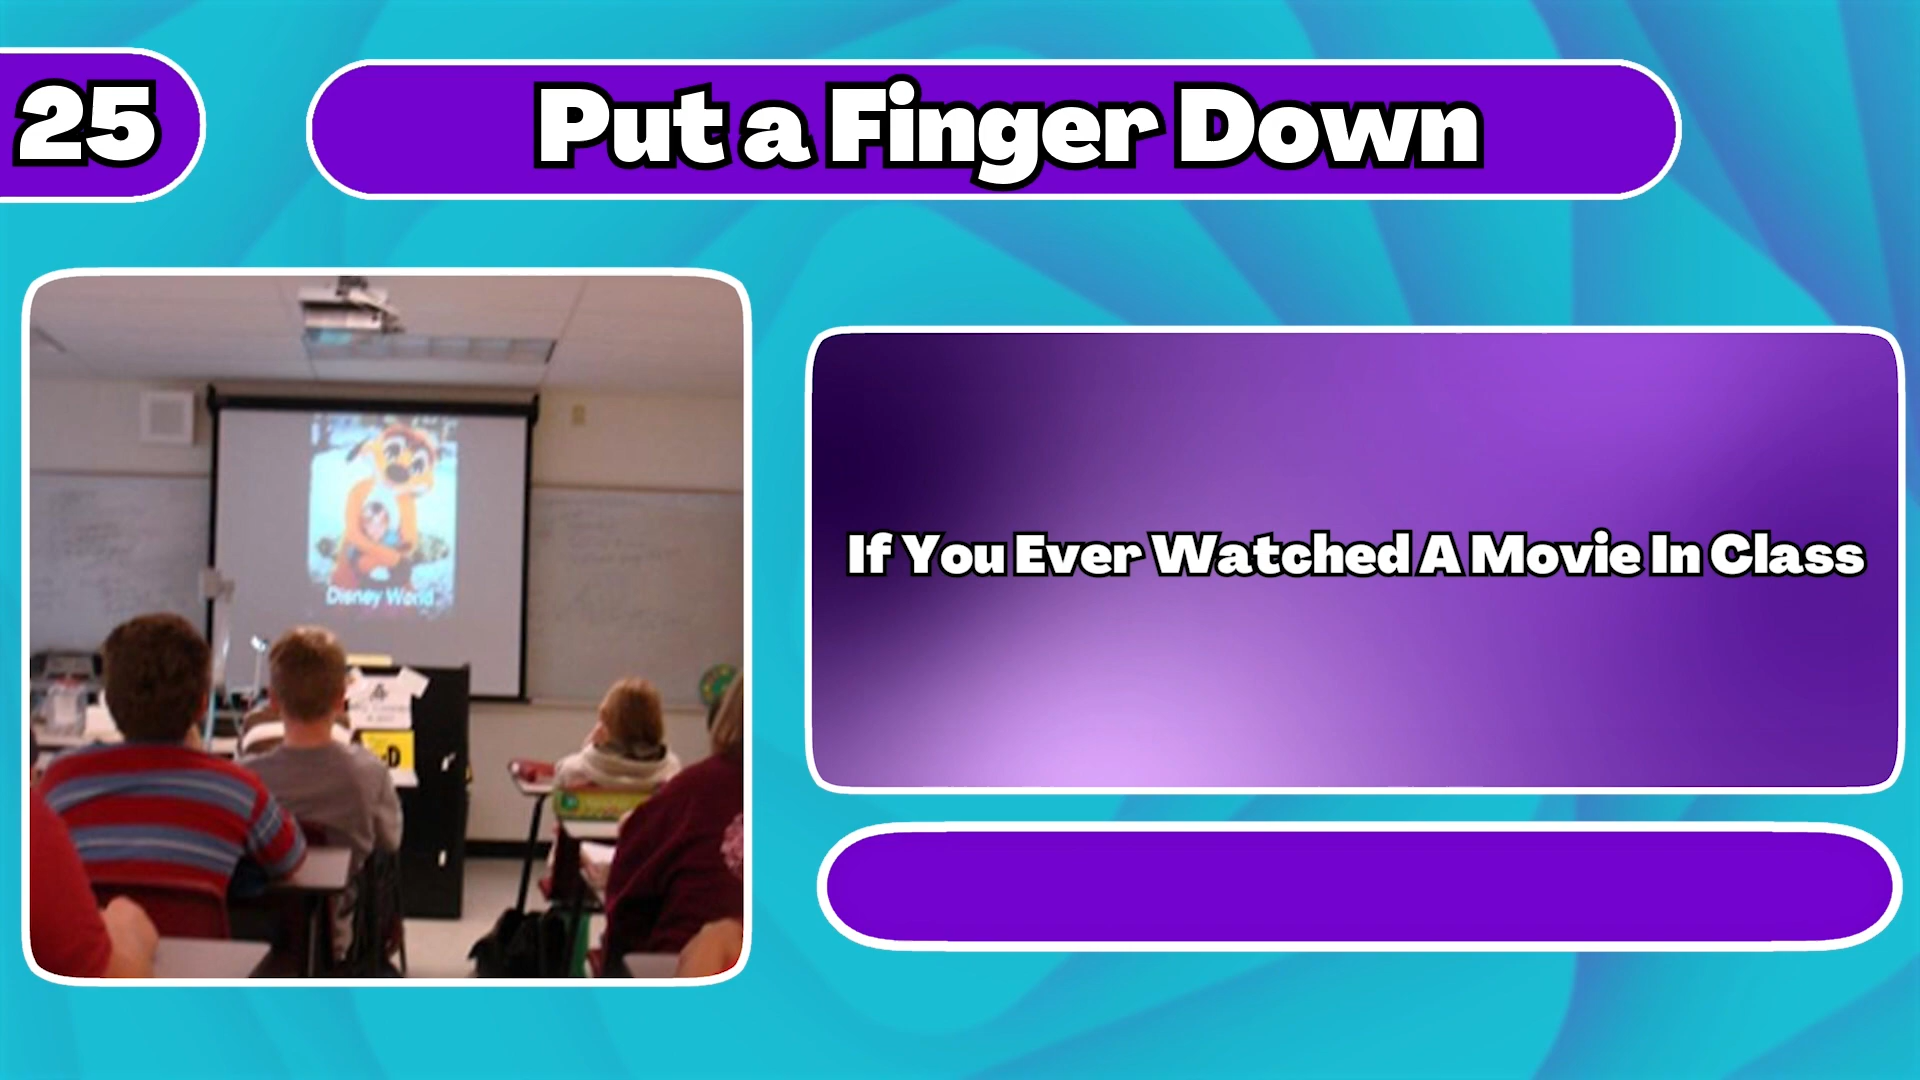 25
Put a Finger Down
Disney World
If You Ever Watched A Movie In Class